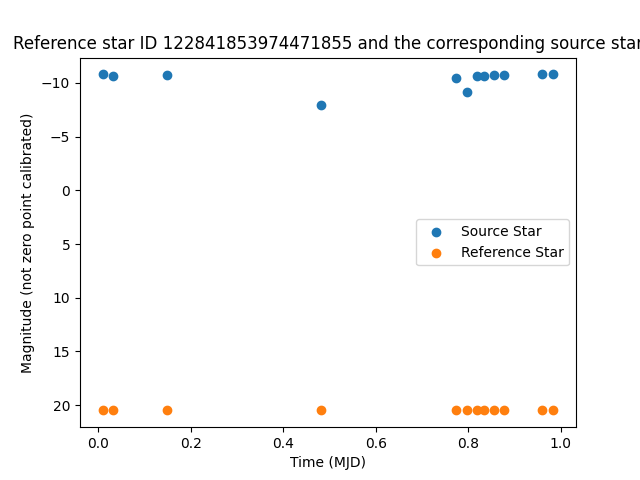 Reference star ID 122841853974471855 and the corresponding source star
Magnitude (not zero point calibrated)
−10
−5
0
5
10
15
20
Source Star
Reference Star
0.0 0.2 0.4 0.6 0.8 1.0
Time (MJD)